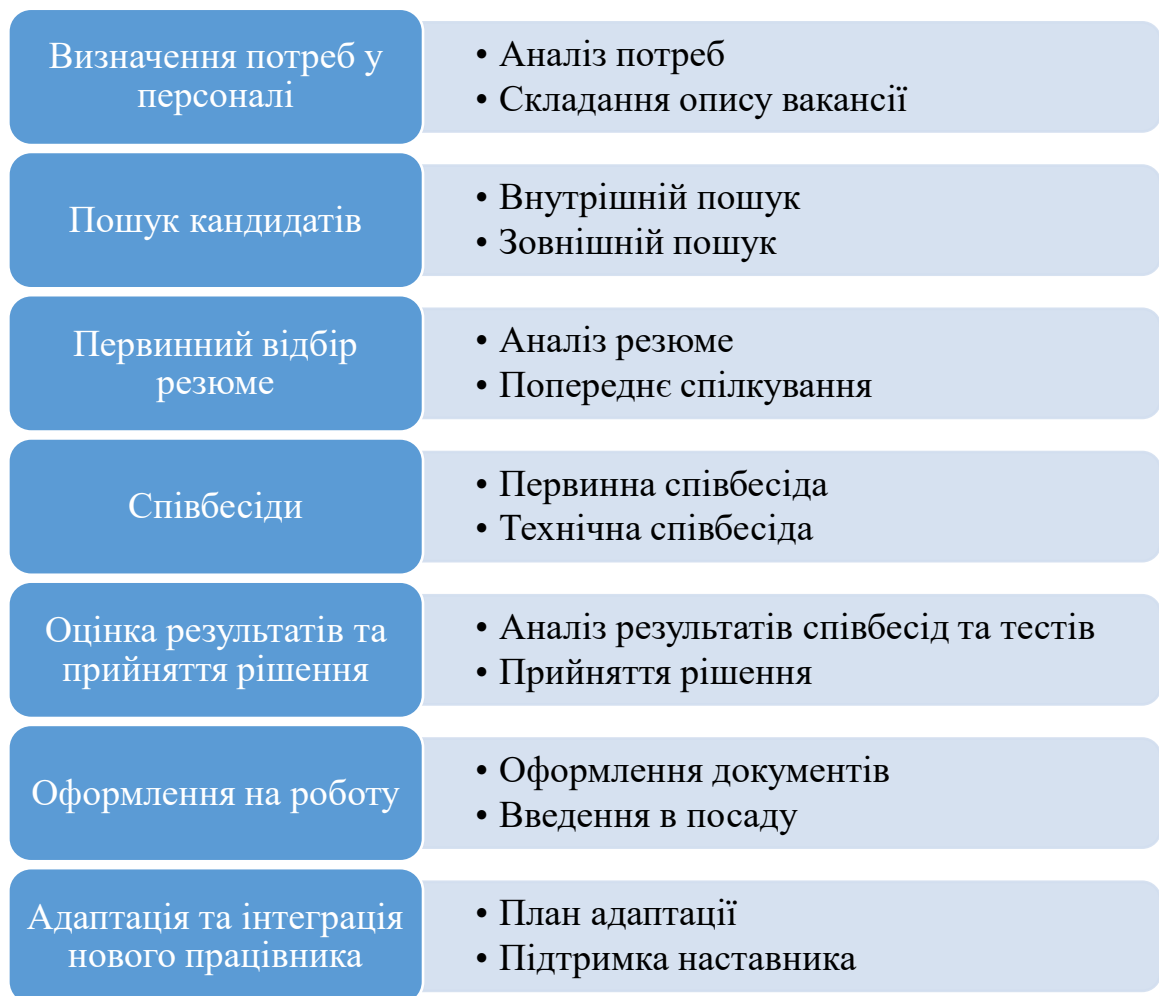 Визначення потреб у
персоналі
• Аналіз потреб
• Складання опису вакансії
Пошук кандидатів
• Внутрішній пошук
• Зовнішній пошук
Первинний відбір
резюме
• Аналіз резюме
• Попереднє спілкування
Співбесіди
• Первинна співбесіда
• Технічна співбесіда
Оцінка результатів та
прийняття рішення
• Аналіз результатів співбесід та тестів
• Прийняття рішення
Оформлення на роботу
• Оформлення документів
• Введення в посаду
Адаптація та інтеграція
нового працівника
• План адаптації
• Підтримка наставника